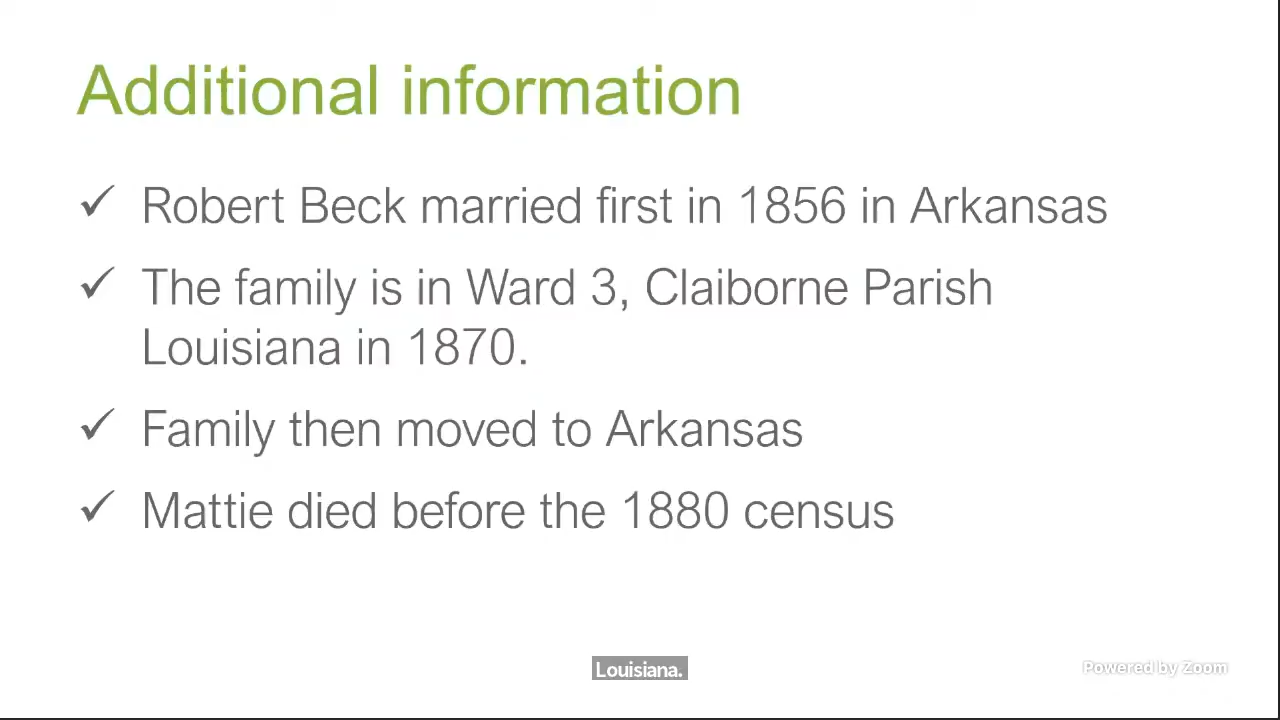 Additional information
✓ Robert Beck married first in 1856 in Arkansas
✓ The family is in Ward 3, Claiborne Parish
Louisiana in 1870.
✓ Family then moved to Arkansas
✓ Mattie died before the 1880 census
Louisiana.
Powered by Zoom